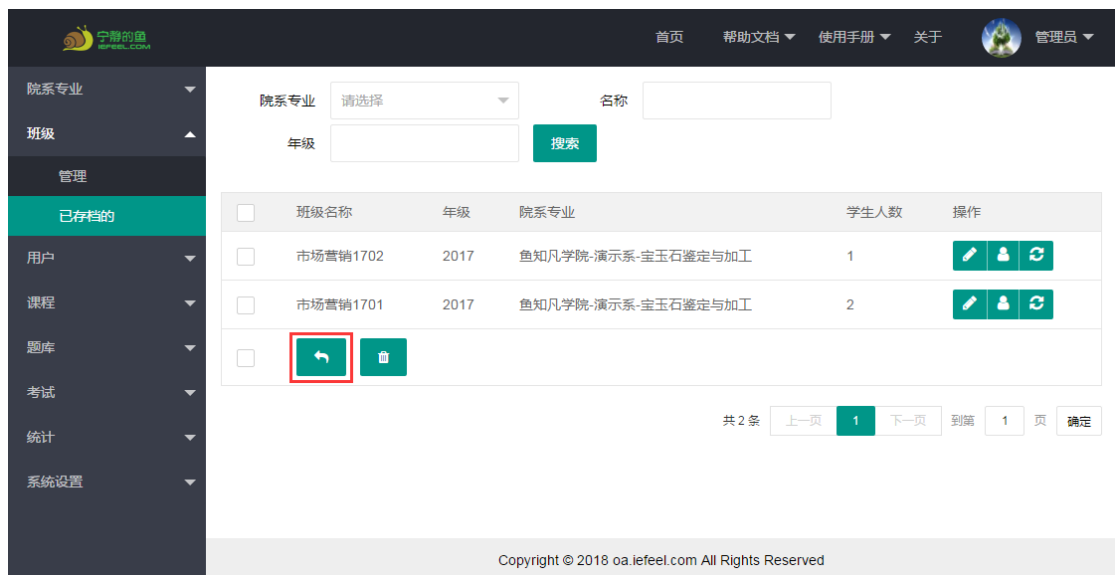 宁静的鱼
IEFEEL.COM
首页 帮助文档 使用手册 关于 管理员
院系专业
班级
管理
已存档的
用户
课程
题库
考试
统计
系统设置
院系专业 请选择 名称
年级 搜索
班级名称 年级 院系专业 学生人数 操作
市场营销1702 2017 鱼知凡学院-演示系-宝玉石鉴定与加工 1
市场营销1701 2017 鱼知凡学院-演示系-宝玉石鉴定与加工 2
共 2 条 上一页 1 下一页 到第 1 页 确定
Copyright © 2018 oa.iefeel.com All Rights Reserved